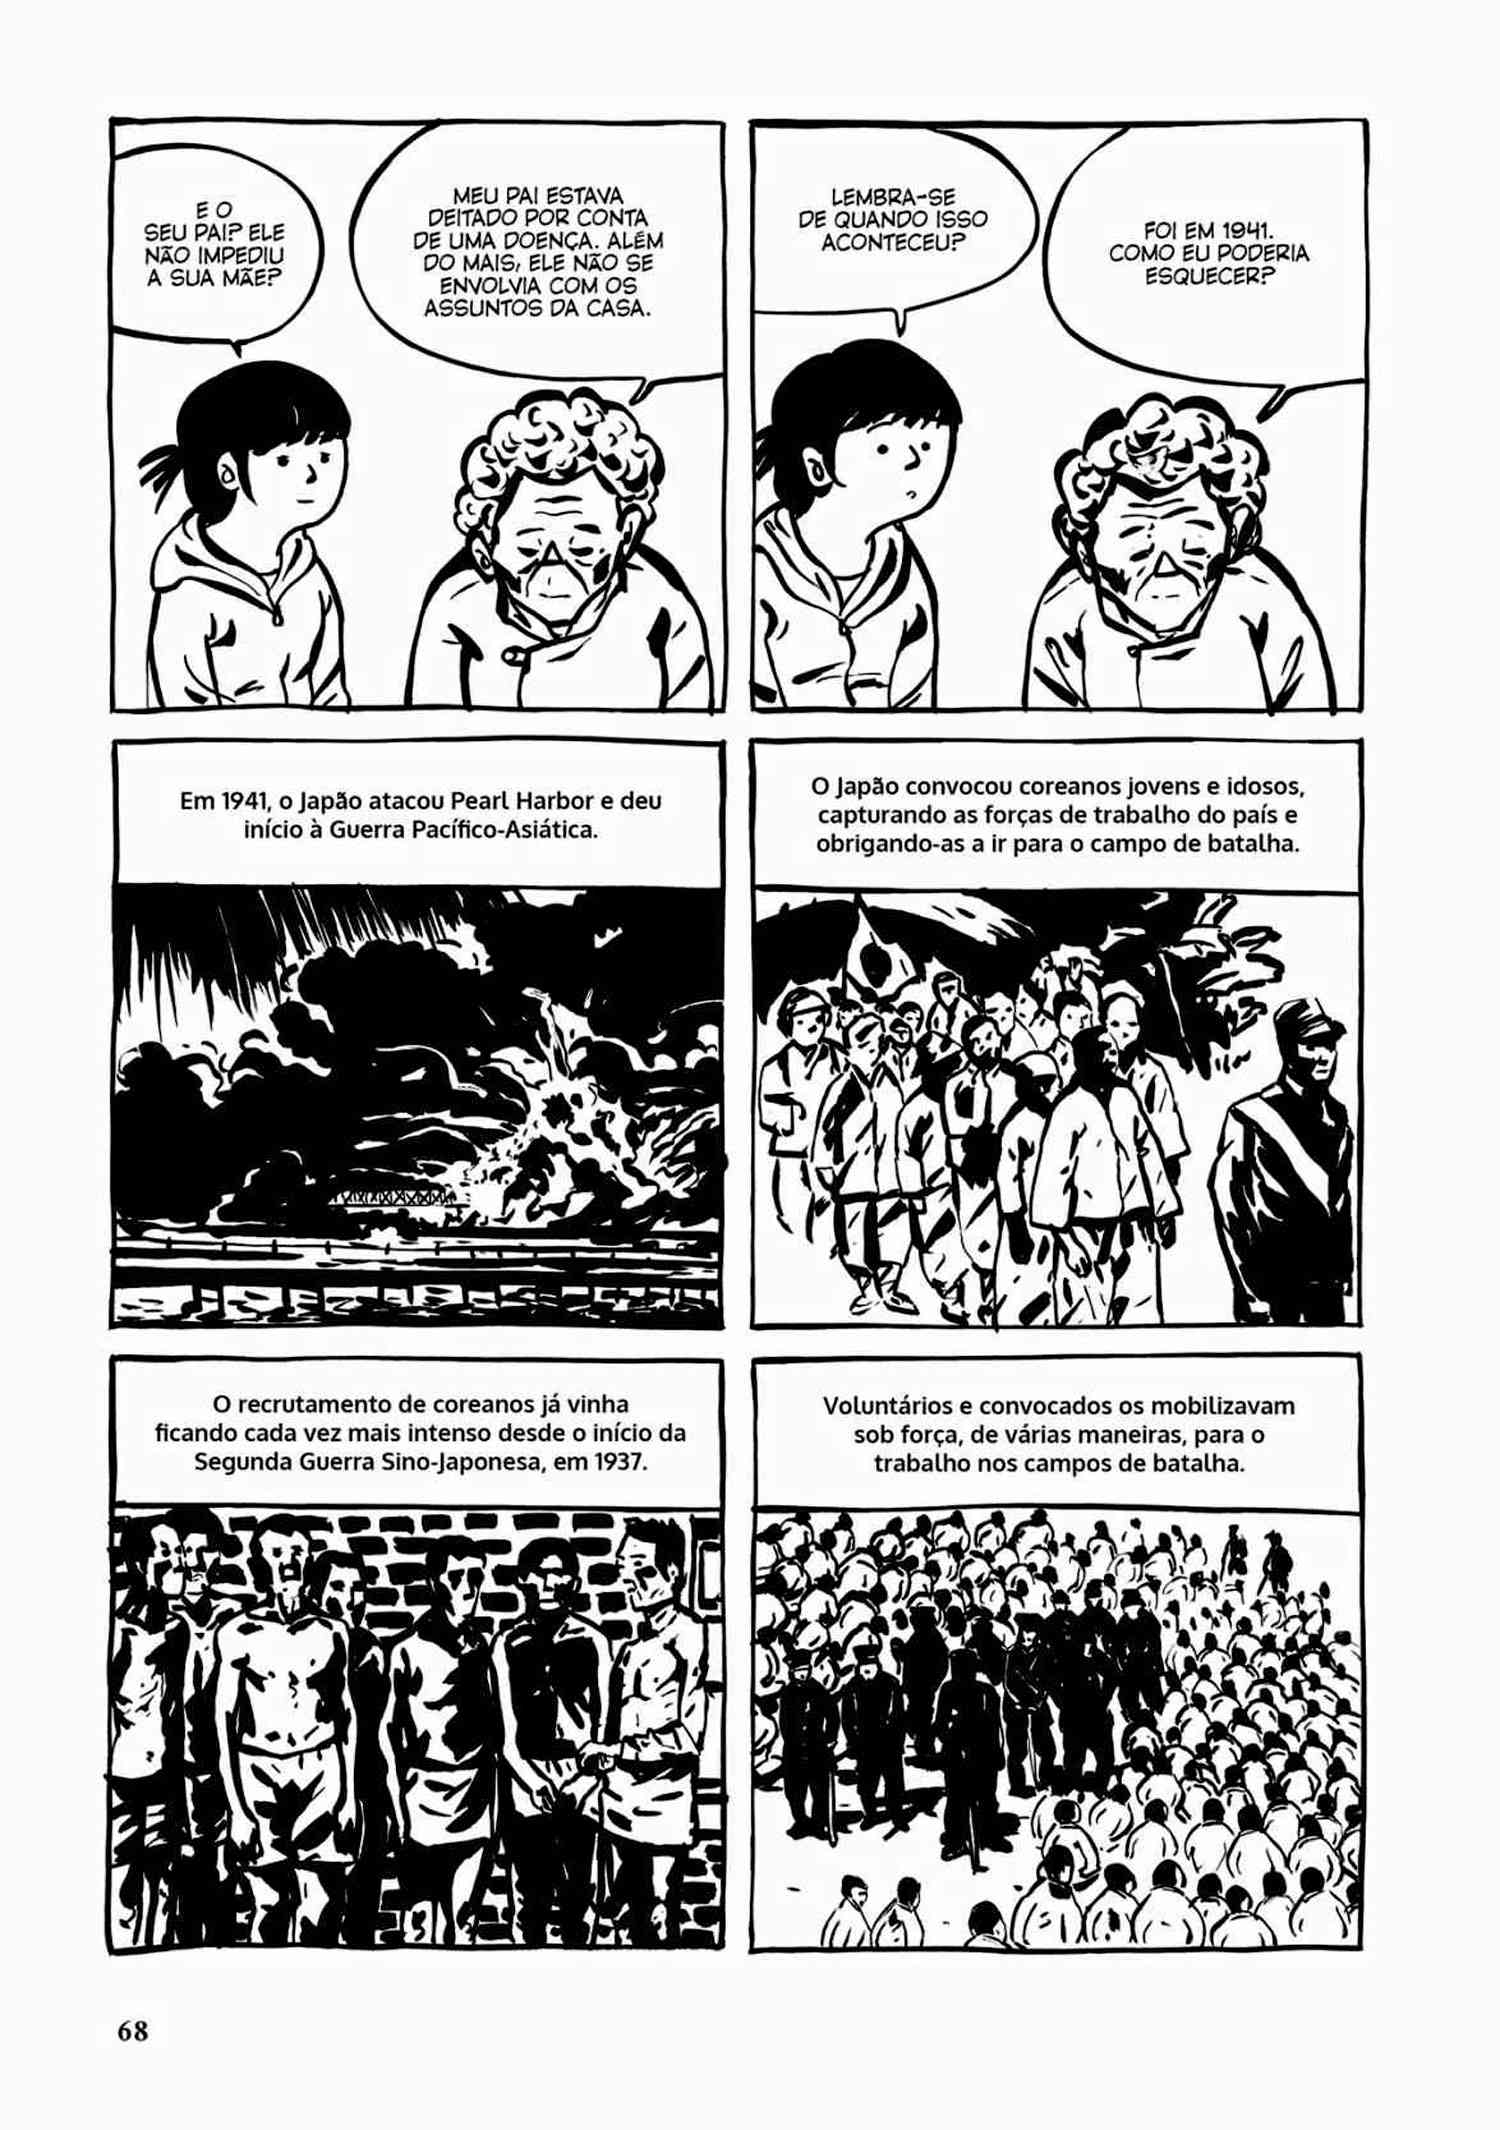 E O
SEU PAI? ELE
NÃO IMPEDIU
A SUA MÃE?
MEU PAI ESTAVA
DEITADO POR CONTA
DE UMA DOENÇA. ALÉM
DO MAIS, ELE NÃO SE
ENVOLVIA COM OS
ASSUNTOS DA CASA.
LEMBRA-SE
DE QUANDO ISSO
ACONTECEU?
FOI EM 1941.
COMO EU PODERIA
ESQUECER?
Em 1941, o Japão atacou Pearl Harbor e deu
início à Guerra Pacífico-Asiática.
O Japão convocou coreanos jovens e idosos,
capturando as forças de trabalho do país e
obrigando-as a ir para o campo de batalha.
O recrutamento de coreanos já vinha
ficando cada vez mais intenso desde o início da
Segunda Guerra Sino-Japonesa, em 1937.
Voluntários e convocados os mobilizavam
sob força, de várias maneiras, para o
trabalho nos campos de batalha.
68